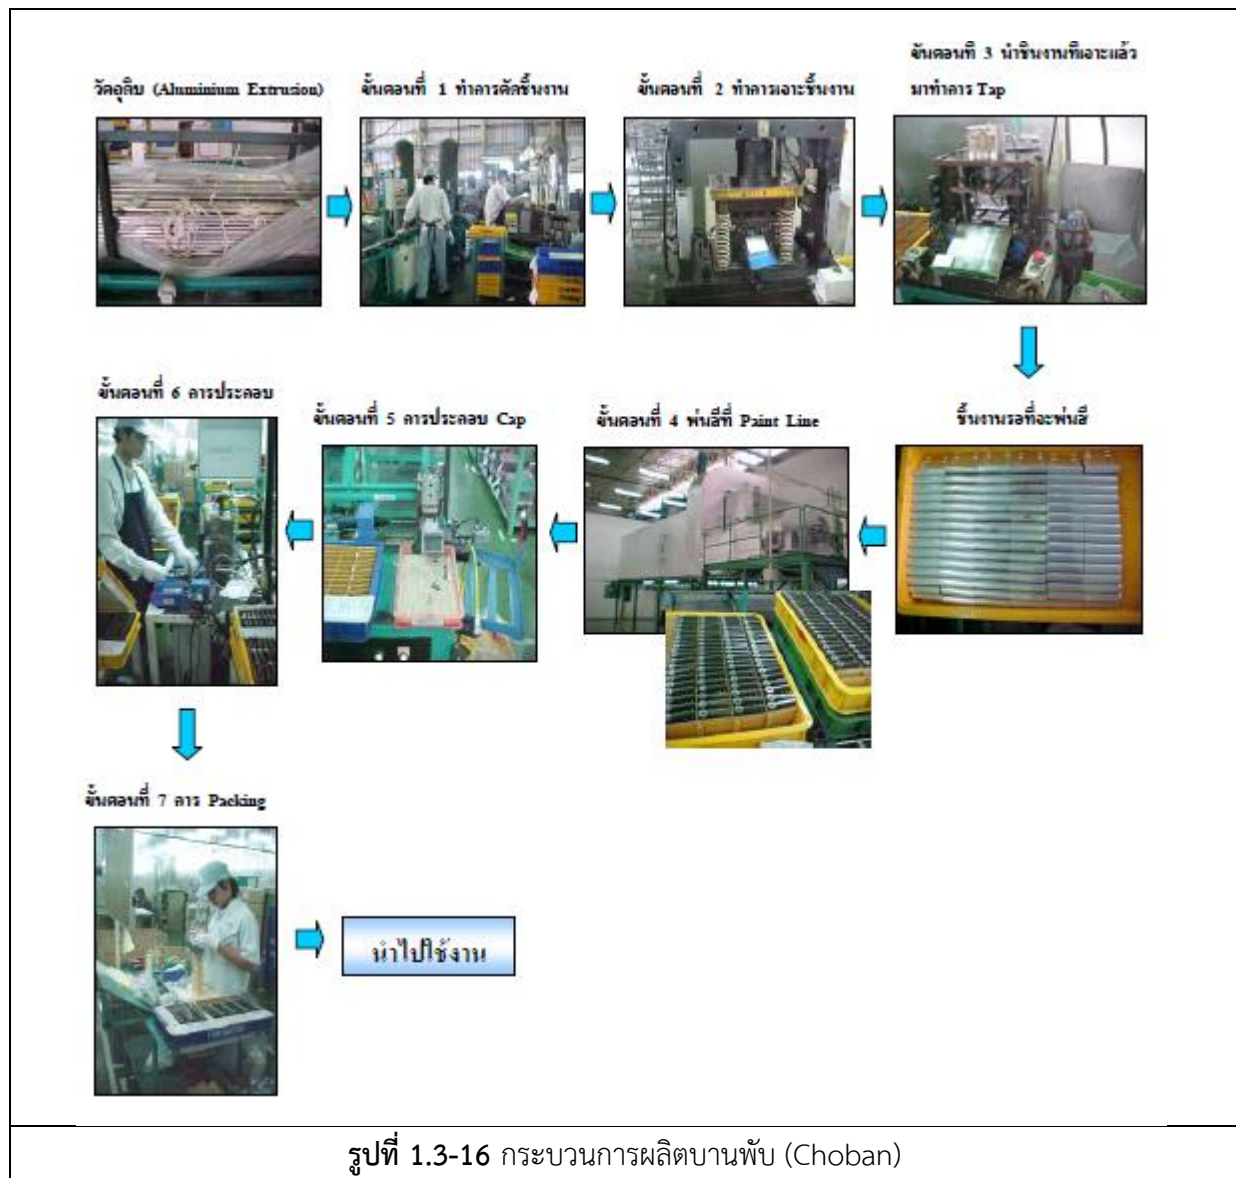 วัตถุดิบ (Aluminium Extrusion)
ขั้นตอนที่ 1 ทำการตัดชิ้นงาน
ขั้นตอนที่ 2 ทำการเจาะชิ้นงาน
ขั้นตอนที่ 3 นำชิ้นงานที่เจาะแล้ว
มาทำการ Tap
ชิ้นงานรอที่จะพ่นสี
ขั้นตอนที่ 4 พ่นสีที่ Paint Line
ขั้นตอนที่ 5 การประกอบ Cap
ขั้นตอนที่ 6 การประกอบ
ขั้นตอนที่ 7 การ Packing
นำไปใช้งาน
รูปที่ 1.3-16 กระบวนการผลิตบานพับ (Choban)